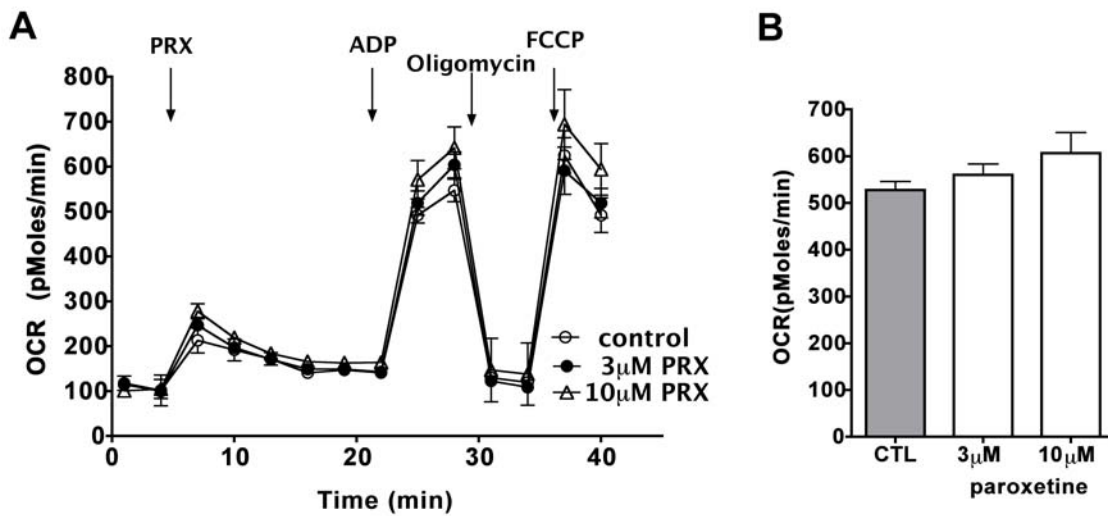 A
PRX
ADP
Oligomycin
FCCP
OCR (pMoles/min)
800
700
600
500
400
300
200
100
0
control
3μM PRX
10μM PRX
0
10
20
30
40
Time (min)
B
OCR(pMoles/min)
700
600
500
400
300
200
100
0
CTL
3μM
10μM
paroxetine